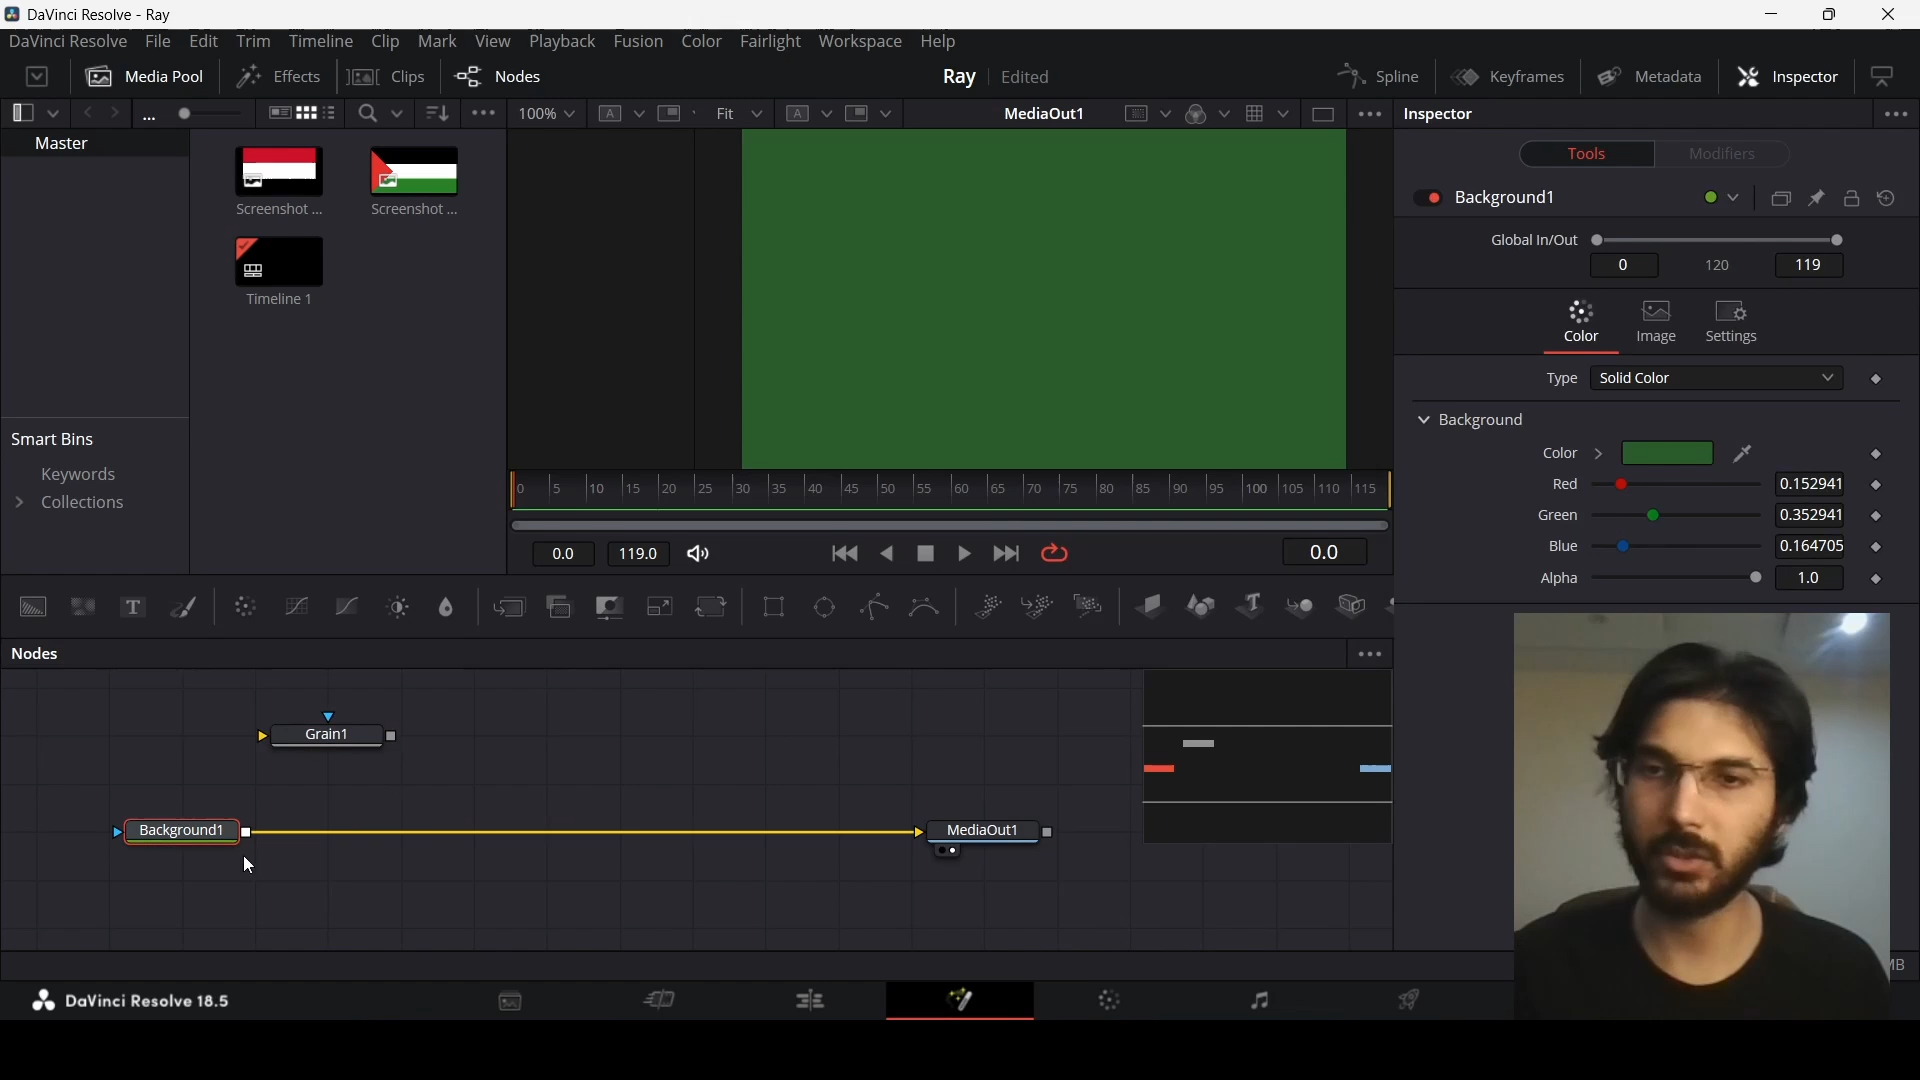 DaVinci Resolve - Ray
DaVinci Resolve File Edit Trim Timeline Clip Mark View Playback Fusion Color Fairlight Workspace Help
Media Pool Effects Clips Nodes Ray Edited Spline Keyframes Metadata Inspector
... 100% A Fit A MediaOut1 Inspector
Master
Tools Modifiers
Screenshot ... Screenshot ...
Background1
Global In/Out
0 120 119
Timeline 1
Color Image Settings
Type Solid Color
Background
Smart Bins
Keywords
Collections
Color
Red 0.152941
Green 0.352941
Blue 0.164705
Alpha 1.0
0 5 10 15 20 25 30 35 40 45 50 55 60 65 70 75 80 85 90 95 100 105 110 115
0.0 119.0 0.0
T T
Nodes
Grain1
Background1 MediaOut1
MB
DaVinci Resolve 18.5